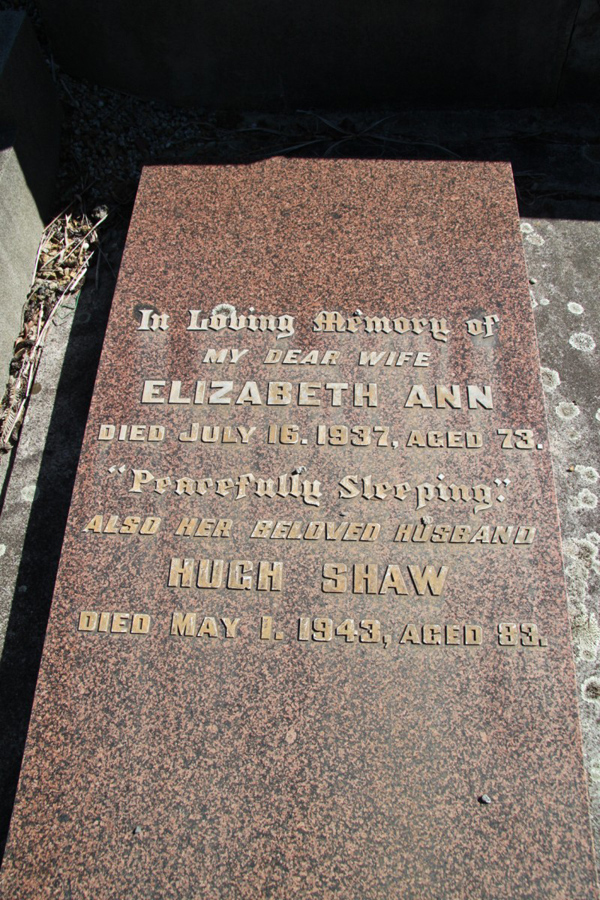 In Loving Memory of
MY DEAR WIFE
ELIZABETH ANN
DIED JULY 16. 1937, AGED 73.
"Peacefully Sleeping."
ALSO HER BELOVED HUSBAND
HUGH SHAW
DIED MAY 1. 1943, AGED 83.